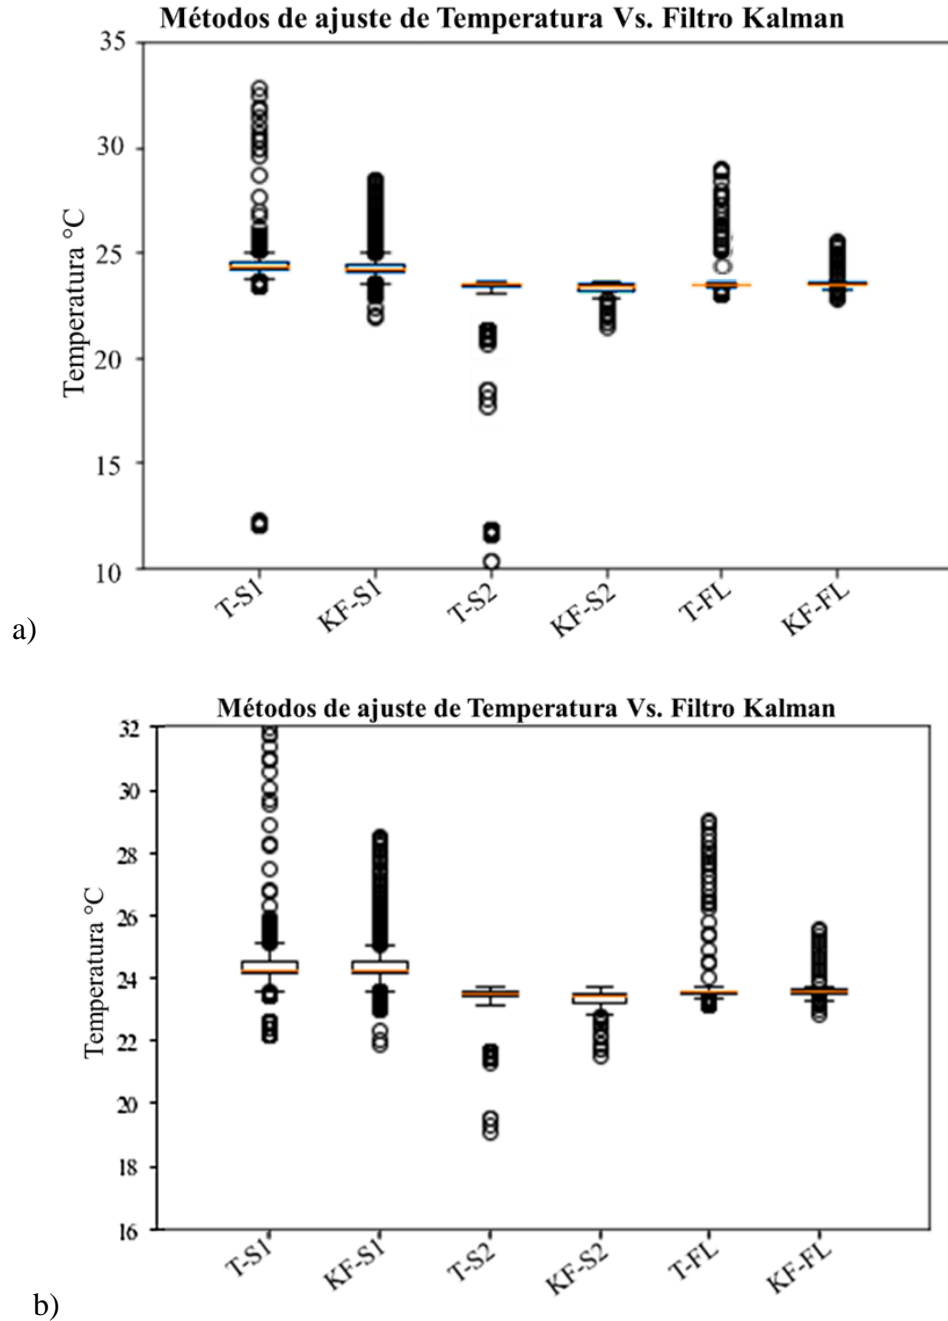 Métodos de ajuste de Temperatura Vs. Filtro Kalman
35
30
25
20
15
10
Temperatura °C
T-S1 KF-S1 T-S2 KF-S2 T-FL KF-FL
a)
Métodos de ajuste de Temperatura Vs. Filtro Kalman
32
30
28
26
24
22
20
18
16
Temperatura °C
T-S1 KF-S1 T-S2 KF-S2 T-FL KF-FL
b)